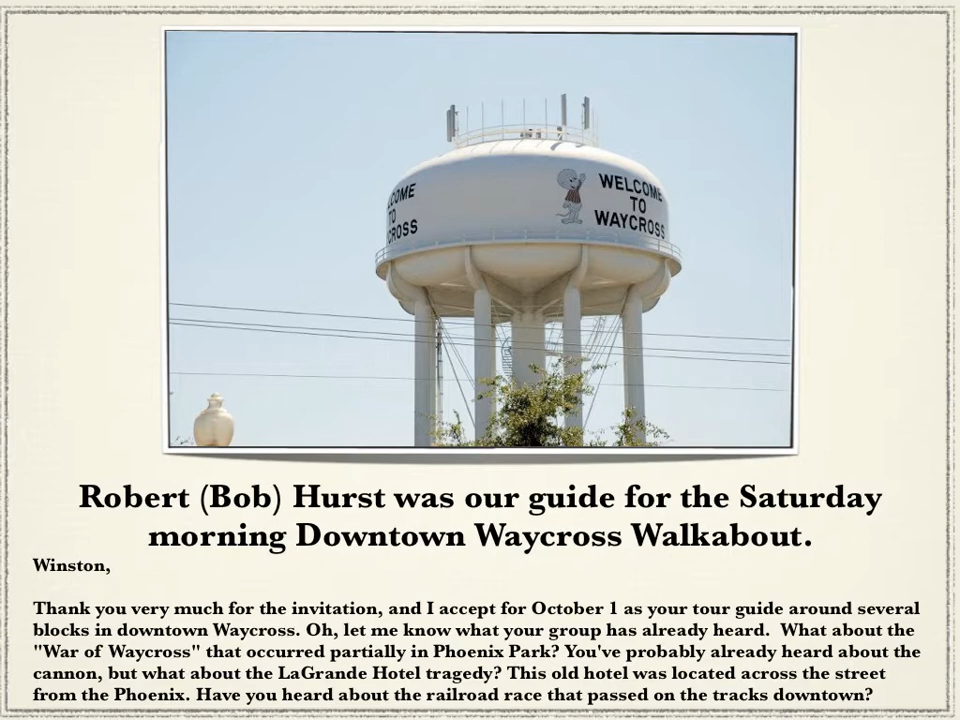 COME
TO
CROSS
WELCOME
TO
WAYCROSS
Robert (Bob) Hurst was our guide for the Saturday
morning Downtown Waycross Walkabout.
Winston,
Thank you very much for the invitation, and I accept for October 1 as your tour guide around several
blocks in downtown Waycross. Oh, let me know what your group has already heard.  What about the
"War of Waycross" that occurred partially in Phoenix Park? You've probably already heard about the
cannon, but what about the LaGrande Hotel tragedy? This old hotel was located across the street
from the Phoenix. Have you heard about the railroad race that passed on the tracks downtown?